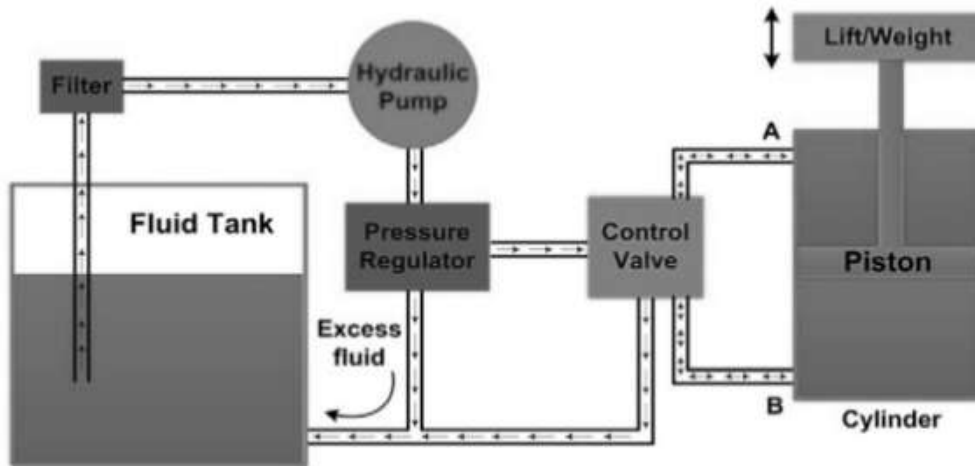 Lift/Weight
Filter
Hydraulic
Pump
A
Fluid Tank
Pressure
Regulator
Control
Valve
Piston
Excess
fluid
B
Cylinder